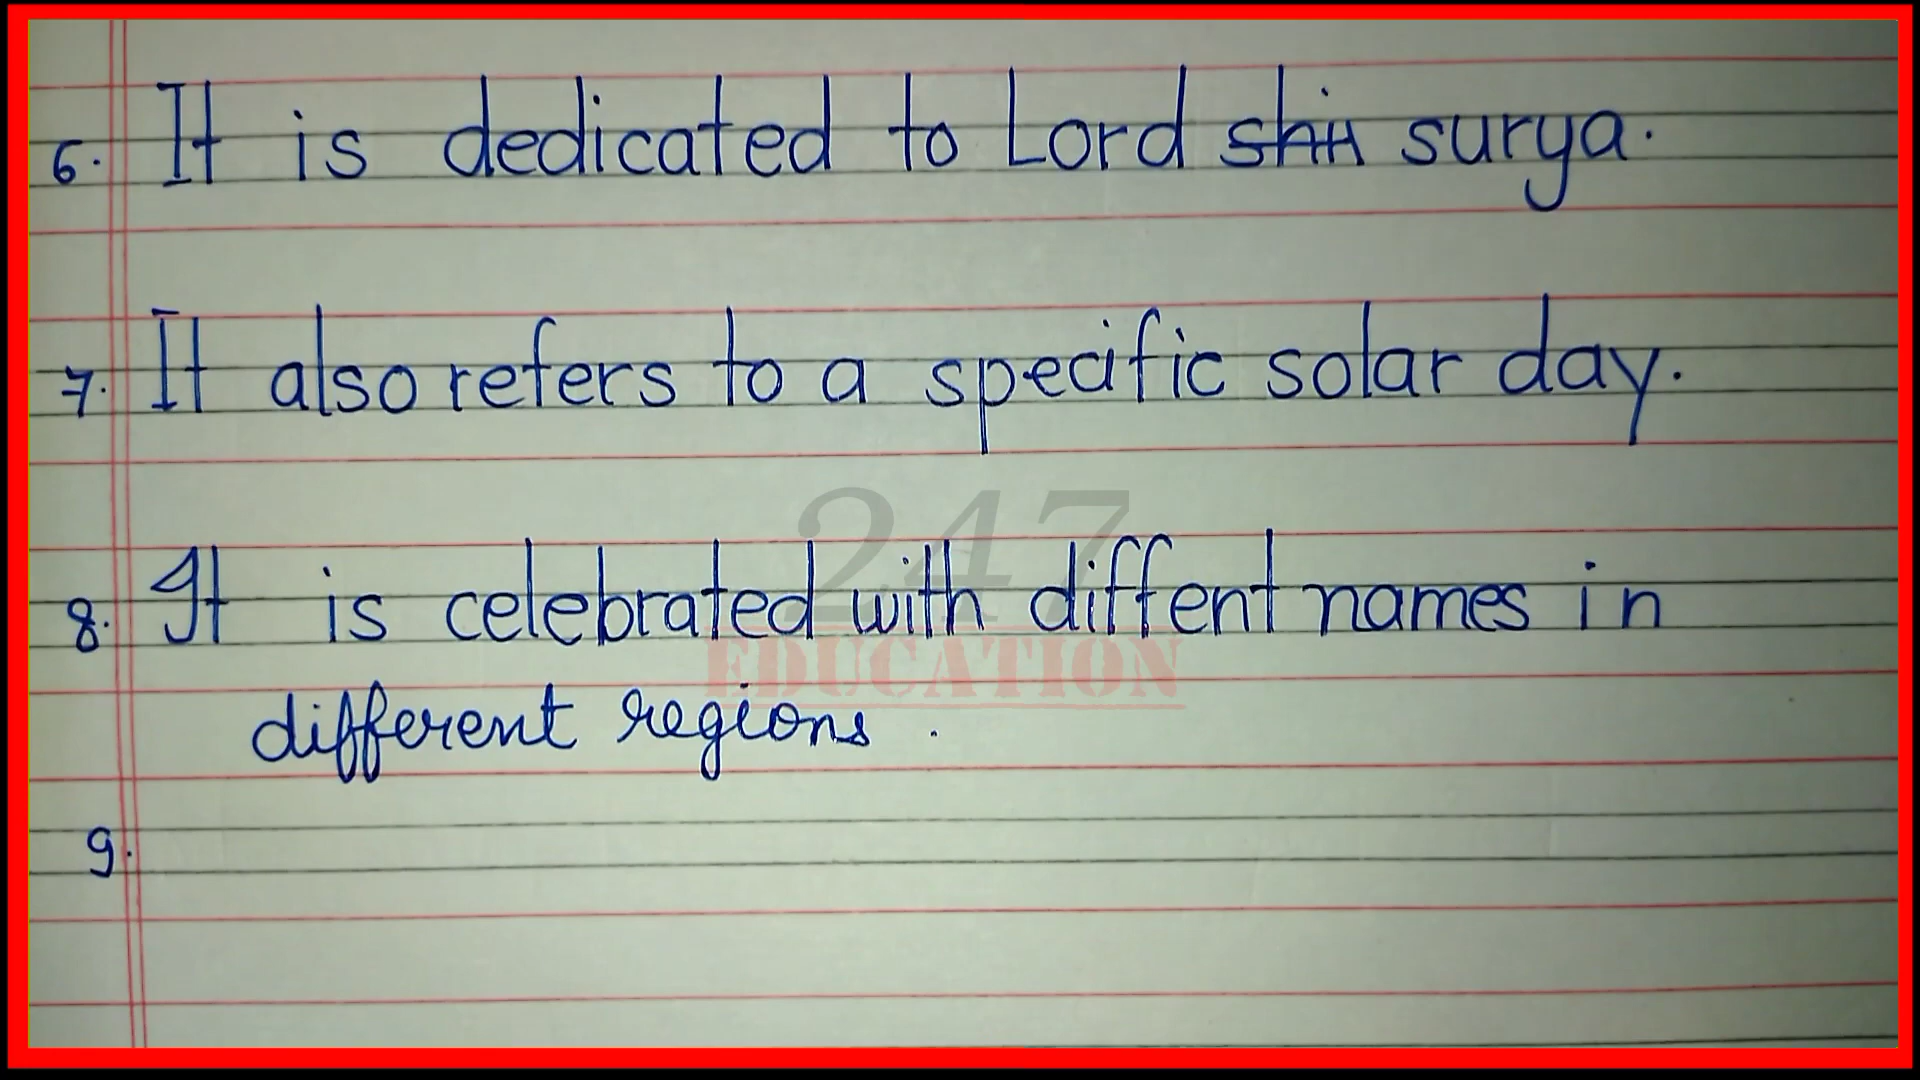 6. It is dedicated to Lord shri surya.
7. It also refers to a specific solar day.
247
8. It is celebrated with diffent names in
EDUCATION
different regions.
9.